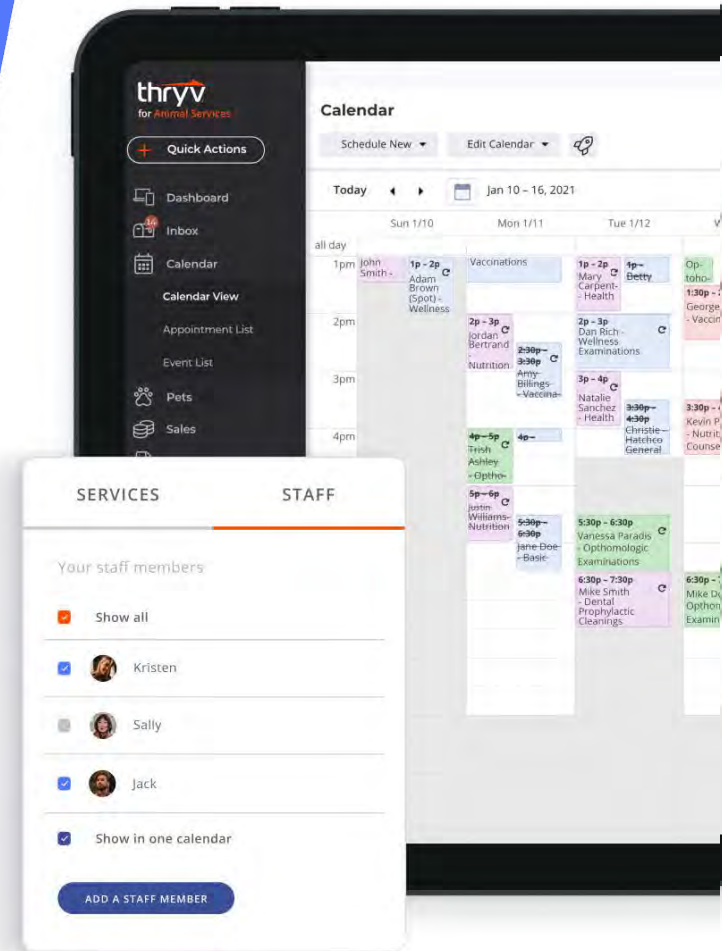 thryv
for Animal Services
+ Quick Actions
Dashboard
14
Inbox
Calendar
Calendar View
Appointment List
Event List
Pets
Sales
Calendar
Schedule New
Edit Calendar
Today
Jan 10 – 16, 2021
Sun 1/10
Mon 1/11
Tue 1/12
all day
1pm
2pm
3pm
4pm
John
Smith -
1p – 2p
Adam
Brown
(Spot) -
Wellness
Vaccinations
2p – 3p
Jordan
Bertrand
-
Nutrition
2:30p –
3:30p
Amy
Billings
- Vaccina-
4p – 5p
Trish
Ashley
- Optho-
4p –
5p – 6p
Justin
Williams-
Nutrition
5:30p –
6:30p
Jane Doe
- Basic
1p – 2p
Mary
Carpent-
- Health
1p –
Betty
2p – 3p
Dan Rich -
Wellness
Examinations
3p – 4p
Natalie
Sanchez
- Health
3:30p –
4:30p
Christie –
Hatchco
General
5:30p – 6:30p
Vanessa Paradis
- Opthomologic
Examinations
6:30p – 7:30p
Mike Smith
- Dental
Prophylactic
Cleanings
Op-
toho-
1:30p –
George
- Vaccin
3:30p –
Kevin P
- Nutrit
Counse
6:30p –
Mike Do
Opthon
Examin
SERVICES
STAFF
Your staff members
Show all
Kristen
Sally
Jack
Show in one calendar
ADD A STAFF MEMBER